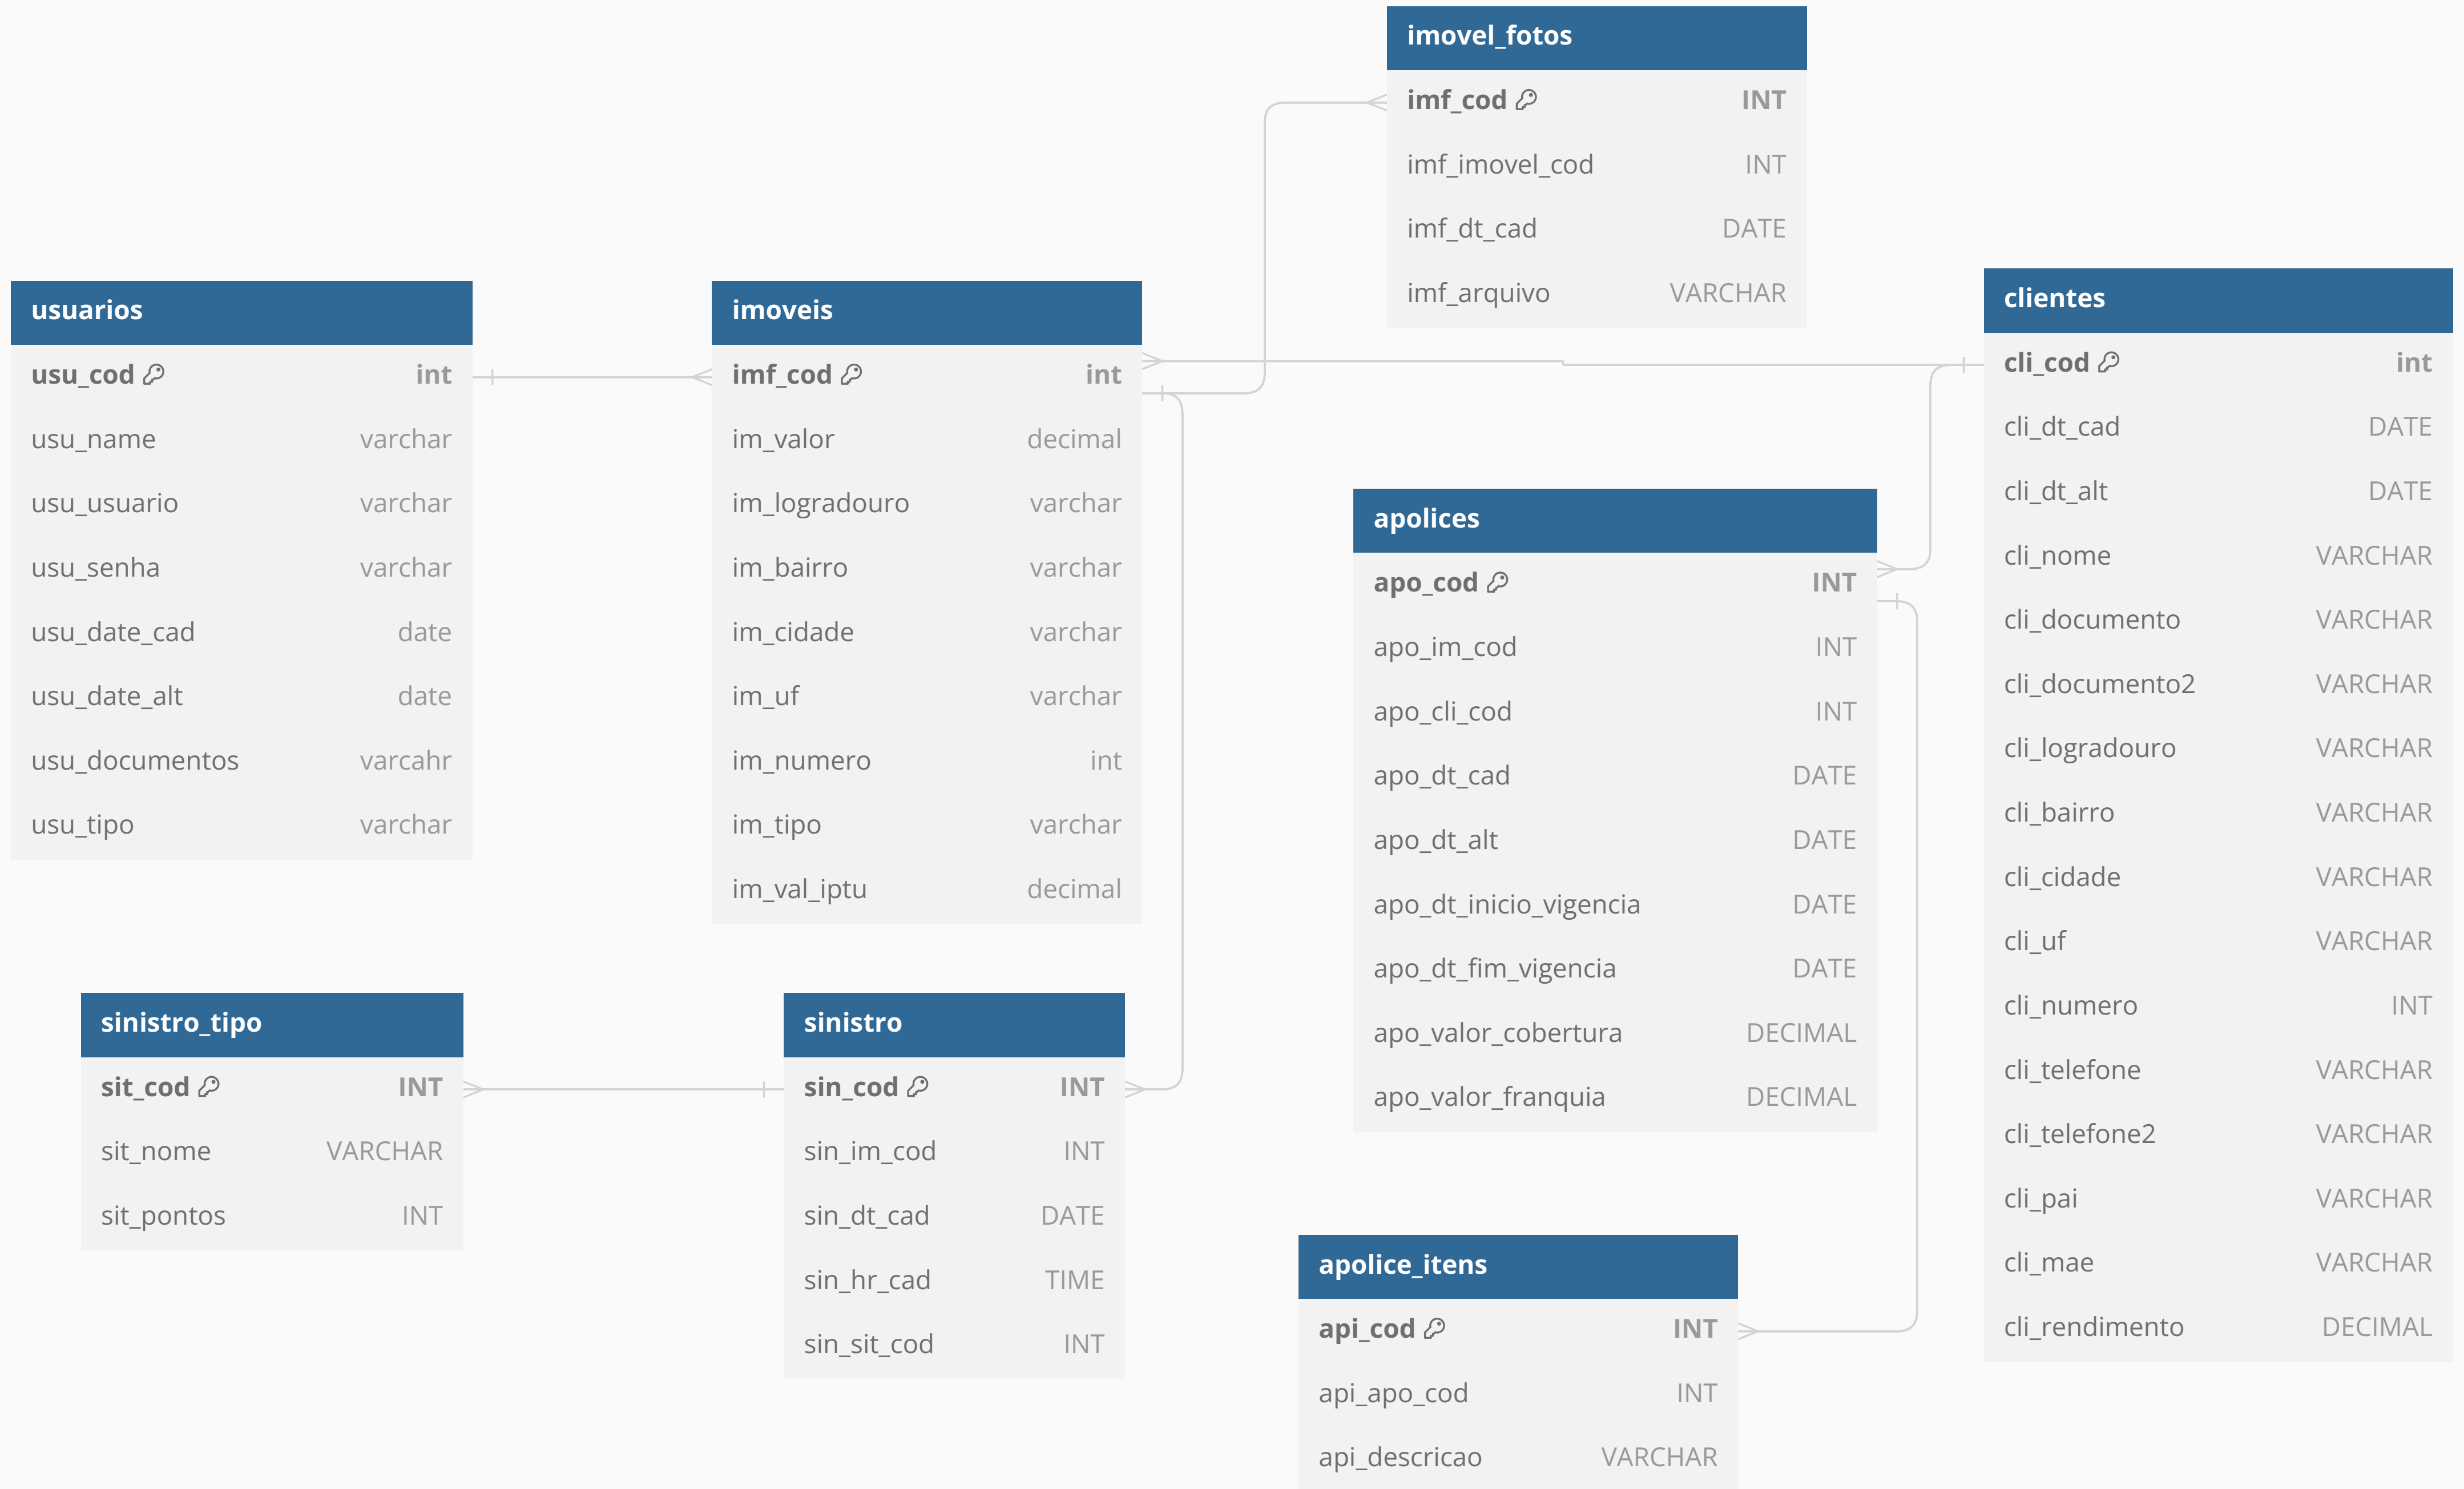 imovel_fotos
imf_cod INT
imf_imovel_cod INT
imf_dt_cad DATE
imf_arquivo VARCHAR
usuarios
usu_cod int
usu_name varchar
usu_usuario varchar
usu_senha varchar
usu_date_cad date
usu_date_alt date
usu_documentos varcahr
usu_tipo varchar
imoveis
imf_cod int
im_valor decimal
im_logradouro varchar
im_bairro varchar
im_cidade varchar
im_uf varchar
im_numero int
im_tipo varchar
im_val_iptu decimal
clientes
cli_cod int
cli_dt_cad DATE
cli_dt_alt DATE
cli_nome VARCHAR
cli_documento VARCHAR
cli_documento2 VARCHAR
cli_logradouro VARCHAR
cli_bairro VARCHAR
cli_cidade VARCHAR
cli_uf VARCHAR
cli_numero INT
cli_telefone VARCHAR
cli_telefone2 VARCHAR
cli_pai VARCHAR
cli_mae VARCHAR
cli_rendimento DECIMAL
apolices
apo_cod INT
apo_im_cod INT
apo_cli_cod INT
apo_dt_cad DATE
apo_dt_alt DATE
apo_dt_inicio_vigencia DATE
apo_dt_fim_vigencia DATE
apo_valor_cobertura DECIMAL
apo_valor_franquia DECIMAL
sinistro_tipo
sit_cod INT
sit_nome VARCHAR
sit_pontos INT
sinistro
sin_cod INT
sin_im_cod INT
sin_dt_cad DATE
sin_hr_cad TIME
sin_sit_cod INT
apolice_itens
api_cod INT
api_apo_cod INT
api_descricao VARCHAR